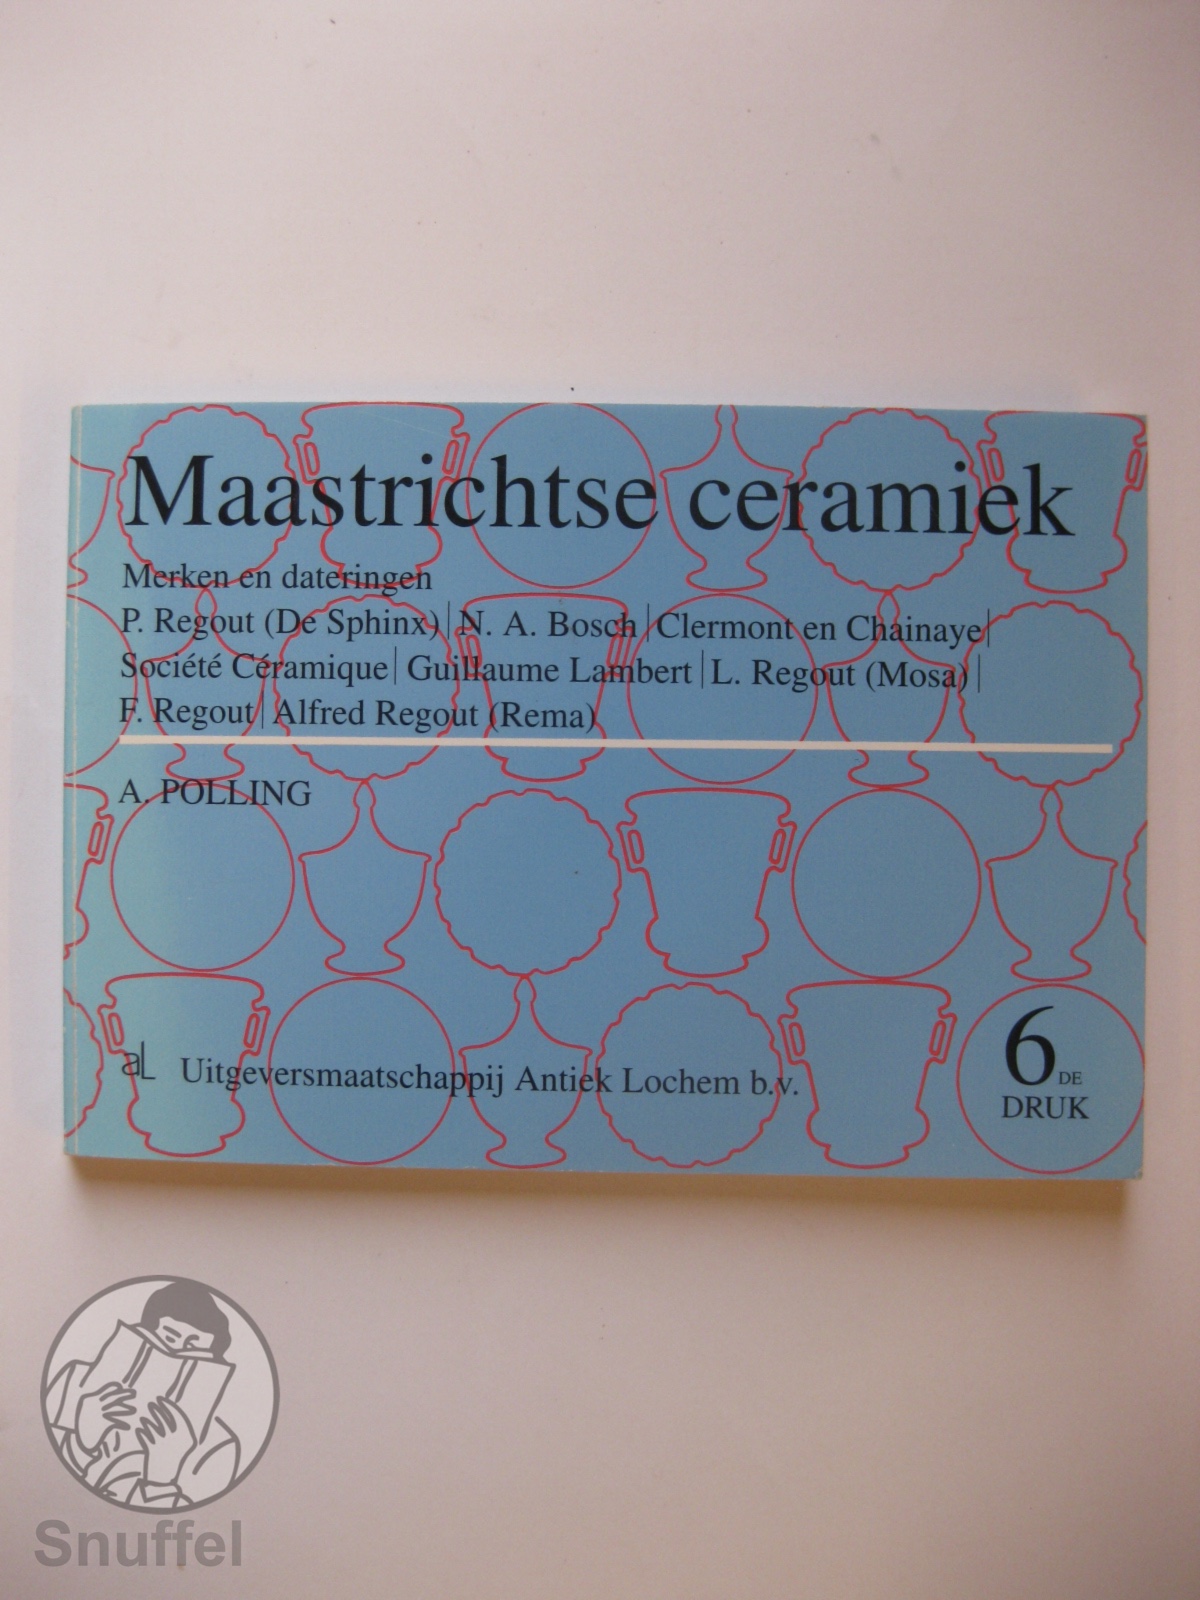 Maastrichtse ceramiek
Merken en dateringen
P. Regout (De Sphinx) | N. A. Bosch | Clermont en Chainaye |
Société Céramique | Guillaume Lambert | L. Regout (Mosa) |
F. Regout | Alfred Regout (Rema)
A. POLLING
aL Uitgeversmaatschappij Antiek Lochem b.v.
6 DE
DRUK
Snuffel